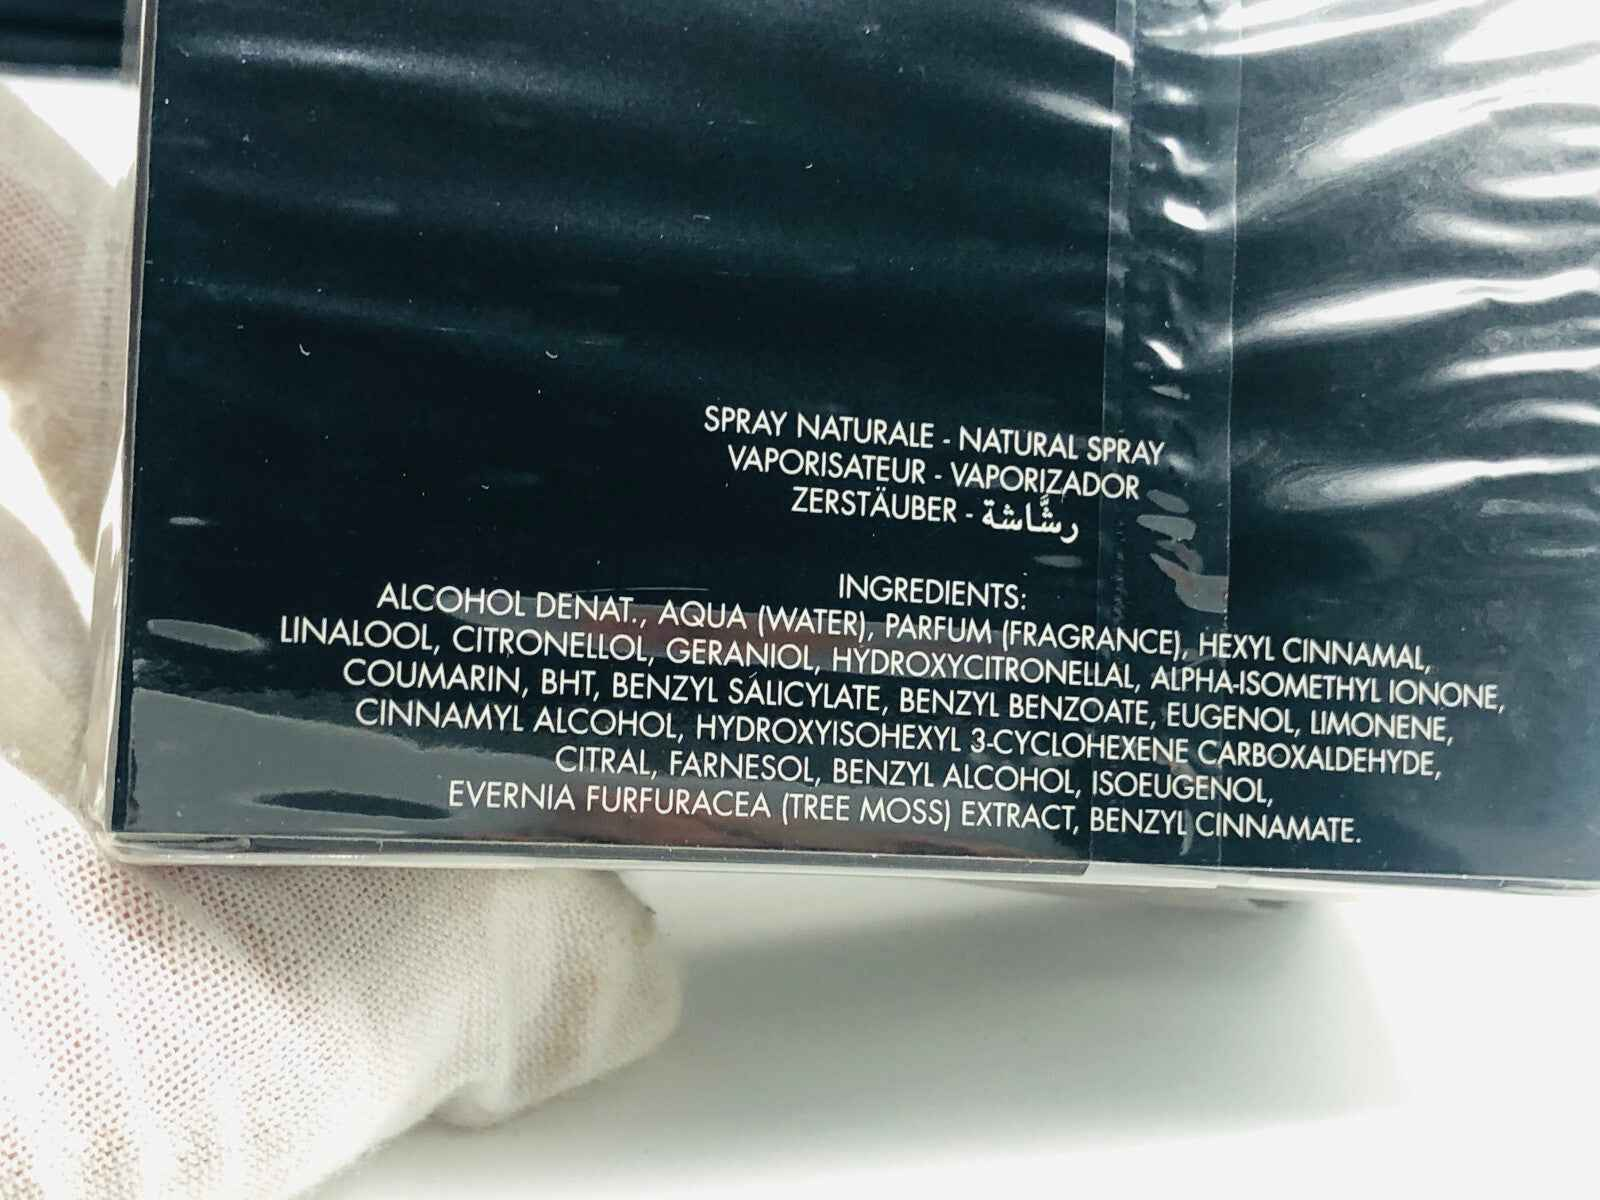 SPRAY NATURALE - NATURAL SPRAY
VAPORISATEUR - VAPORIZADOR
ZERSTÄUBER - رشَّاشة
INGREDIENTS:
ALCOHOL DENAT., AQUA (WATER), PARFUM (FRAGRANCE), HEXYL CINNAMAL,
LINALOOL, CITRONELLOL, GERANIOL, HYDROXYCITRONELLAL, ALPHA-ISOMETHYL IONONE,
COUMARIN, BHT, BENZYL SALICYLATE, BENZYL BENZOATE, EUGENOL, LIMONENE,
CINNAMYL ALCOHOL, HYDROXYISOHEXYL 3-CYCLOHEXENE CARBOXALDEHYDE,
CITRAL, FARNESOL, BENZYL ALCOHOL, ISOEUGENOL,
EVERNIA FURFURACEA (TREE MOSS) EXTRACT, BENZYL CINNAMATE.